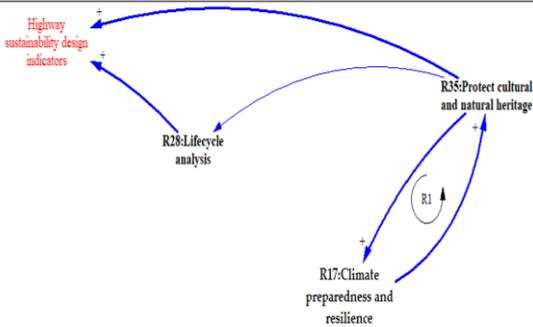 Highway
sustainability design
indicators
+
+
R35:Protect cultural
and natural heritage
+
R28:Lifecycle
analysis
R1
+
R17:Climate
preparedness and
resilience